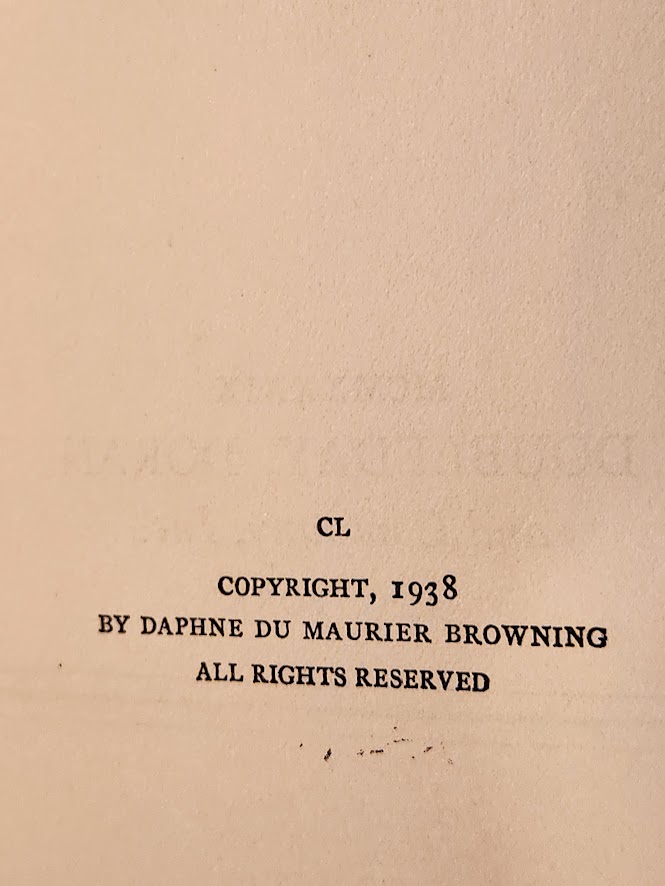 CL
COPYRIGHT, 1938
BY DAPHNE DU MAURIER BROWNING
ALL RIGHTS RESERVED